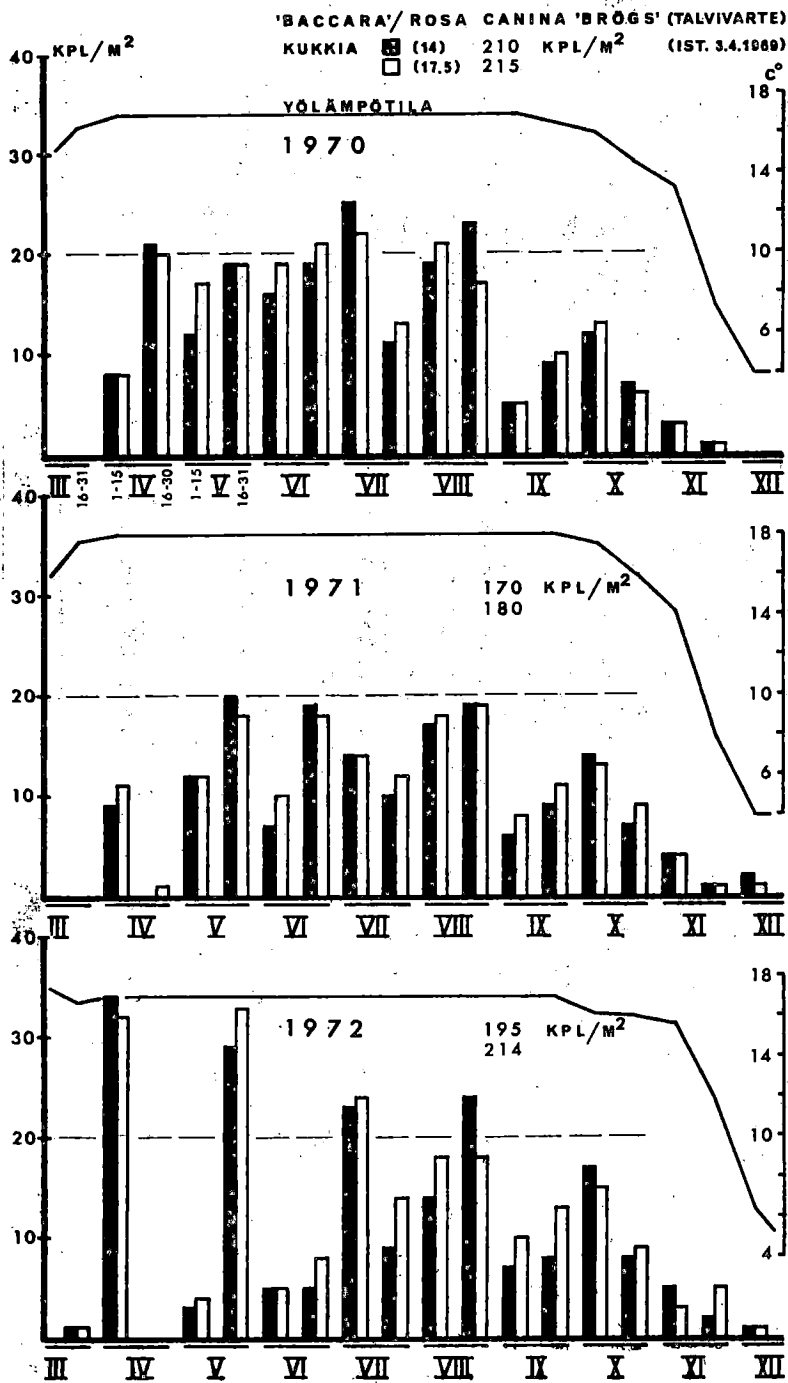 'BACCARA'/ROSA CANINA 'BRÖGS' (TALVIVARTE)
KPL/M² KUKKIA (14) 210 KPL/M² (IST. 3.4.1969)
(17,5) 215
40 C°
18
YÖLÄMPÖTILA
1970
30 14
20 10
6
10
III 16-31 1-15 IV 16-30 1-15 V 16-31 VI VII VIII IX X XI XII
40
18
1971 170 KPL/M²
180
30 14
20 10
6
10
III IV V VI VII VIII IX X XI XII
40
18
1972 195 KPL/M²
214
30 14
20 10
10
4
III IV V VI VII VIII IX X XI XII